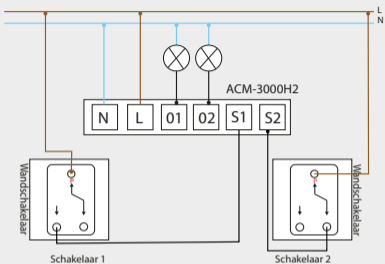 L
N
ACM-3000H2
N L 01 02 S1 S2
Wandschakelaar
Wandschakelaar
Schakelaar 1
Schakelaar 2